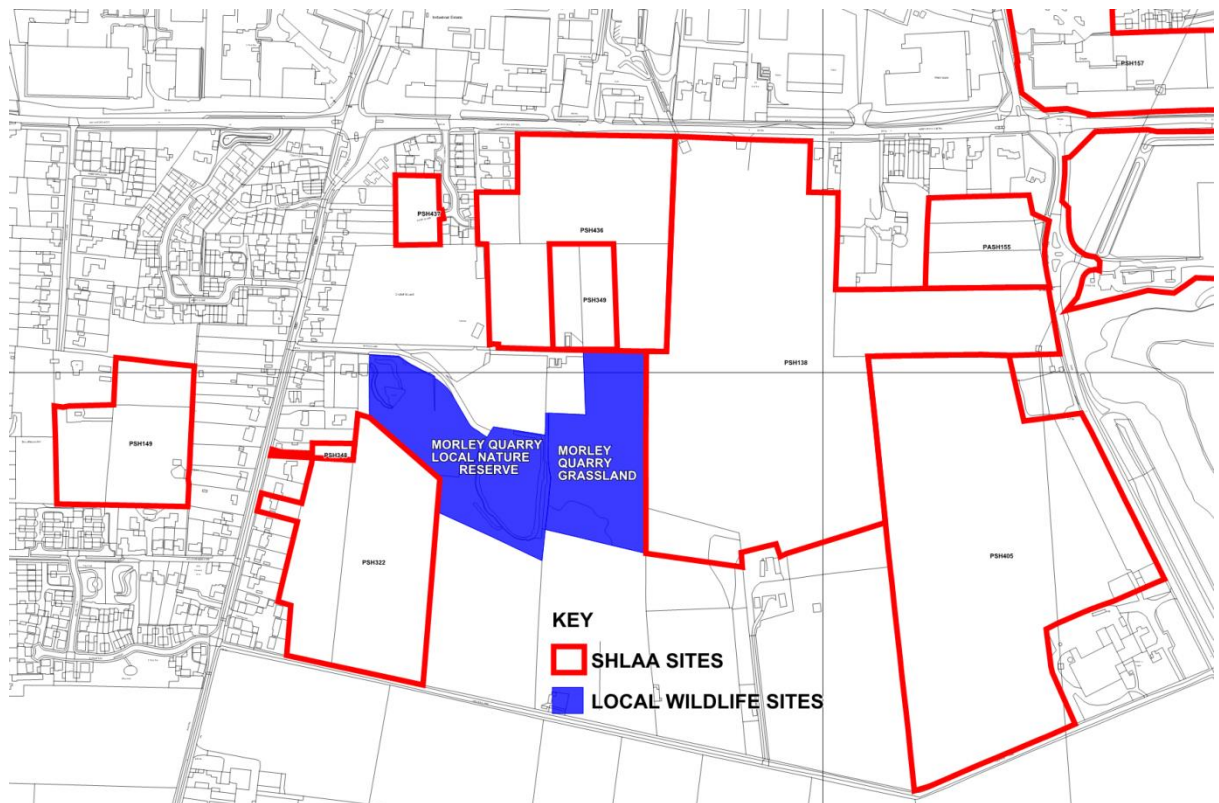 PSH157
PSH437
PSH436
PASH155
PSH349
PSH138
PSH149
PSH348
MORLEY QUARRY
LOCAL NATURE
RESERVE
MORLEY
QUARRY
GRASSLAND
PSH322
PSH405
KEY
SHLAA SITES
LOCAL WILDLIFE SITES